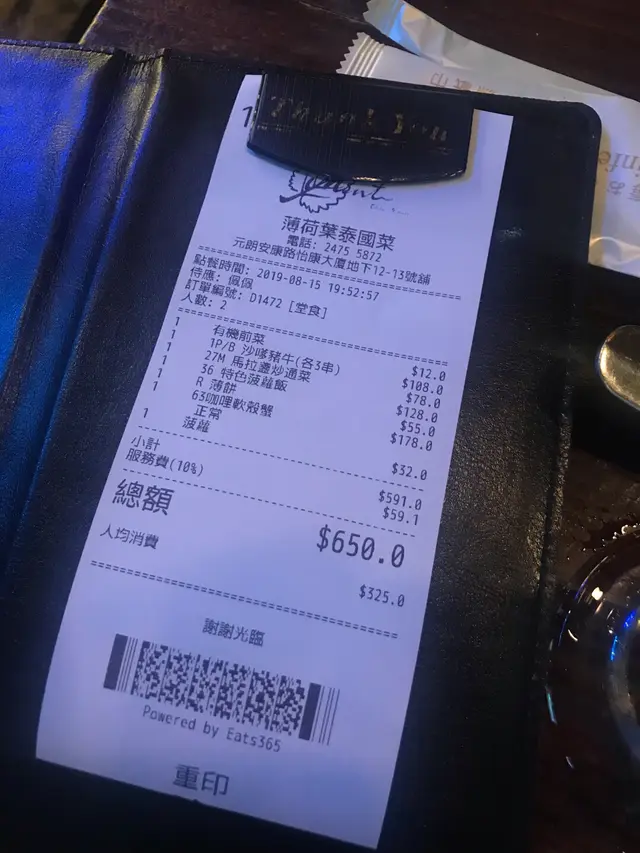 Thank You
薄荷葉泰國菜
電話: 2475 5872
元朗安康路怡康大廈地下12-13號舖
點餐時間: 2019-08-15 19:52:57
侍應: 佩佩
訂單編號: D1472 [堂食]
人數: 2
1 有機前菜 $12.0
1 1P/B 沙嗲豬牛(各3串) $108.0
1 27M 馬拉盞炒通菜 $78.0
1 36 特色菠蘿飯 $128.0
1 R 薄餅 $55.0
1 63咖哩軟殼蟹 $178.0
正常
1 菠蘿 $32.0
小計 $591.0
服務費(10%) $59.1
總額 $650.0
人均消費 $325.0
謝謝光臨
Powered by Eats365
重印